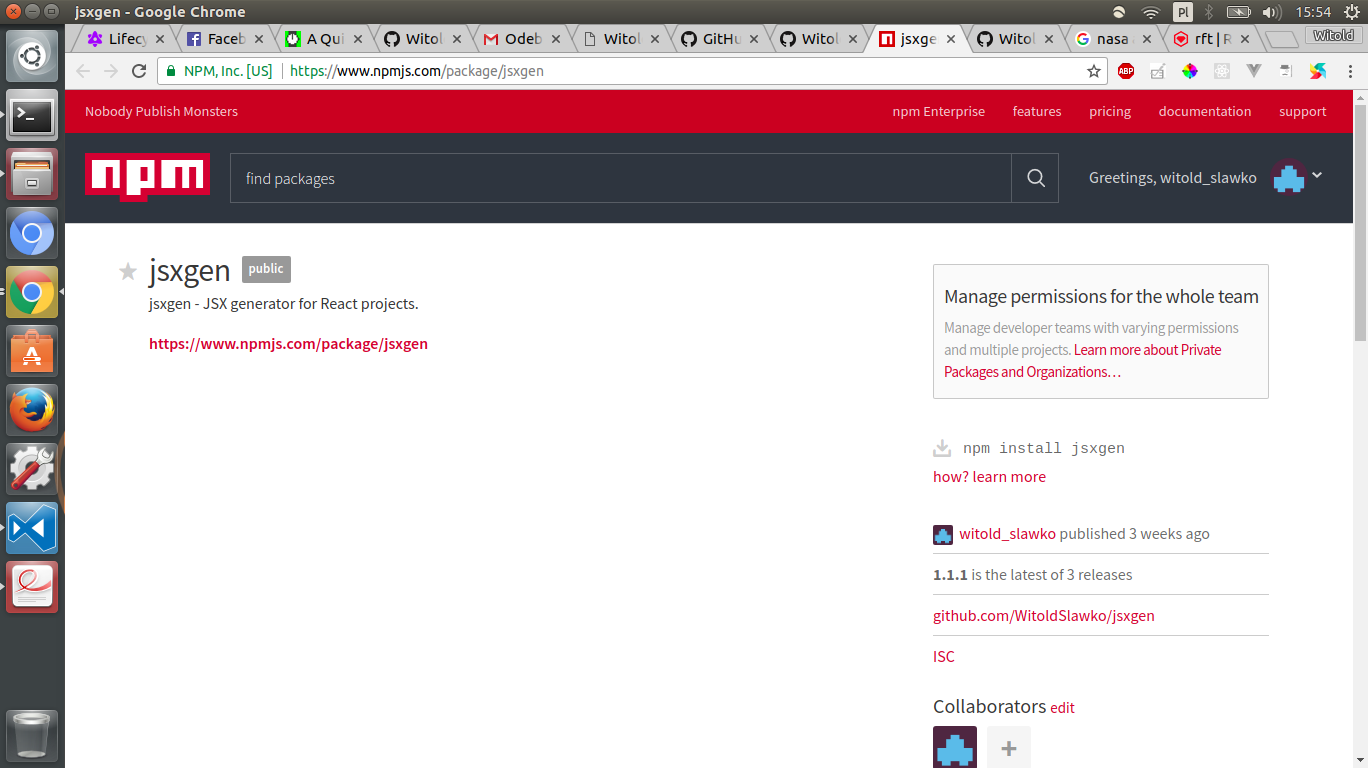 jsxgen - Google Chrome
Pl
15:54
Lifecy
Faceb
A Qui
Witol
Odeb
Witol
GitHu
Witol
jsxge
Witol
nasa
rft | R
Witold
NPM, Inc. [US]
https://www.npmjs.com/package/jsxgen
ABP
Nobody Publish Monsters
npm Enterprise
features
pricing
documentation
support
npm
find packages
Greetings, witold_slawko
jsxgen public
jsxgen - JSX generator for React projects.
https://www.npmjs.com/package/jsxgen
Manage permissions for the whole team
Manage developer teams with varying permissions
and multiple projects. Learn more about Private
Packages and Organizations…
npm install jsxgen
how? learn more
witold_slawko published 3 weeks ago
1.1.1 is the latest of 3 releases
github.com/WitoldSlawko/jsxgen
ISC
Collaborators edit
+